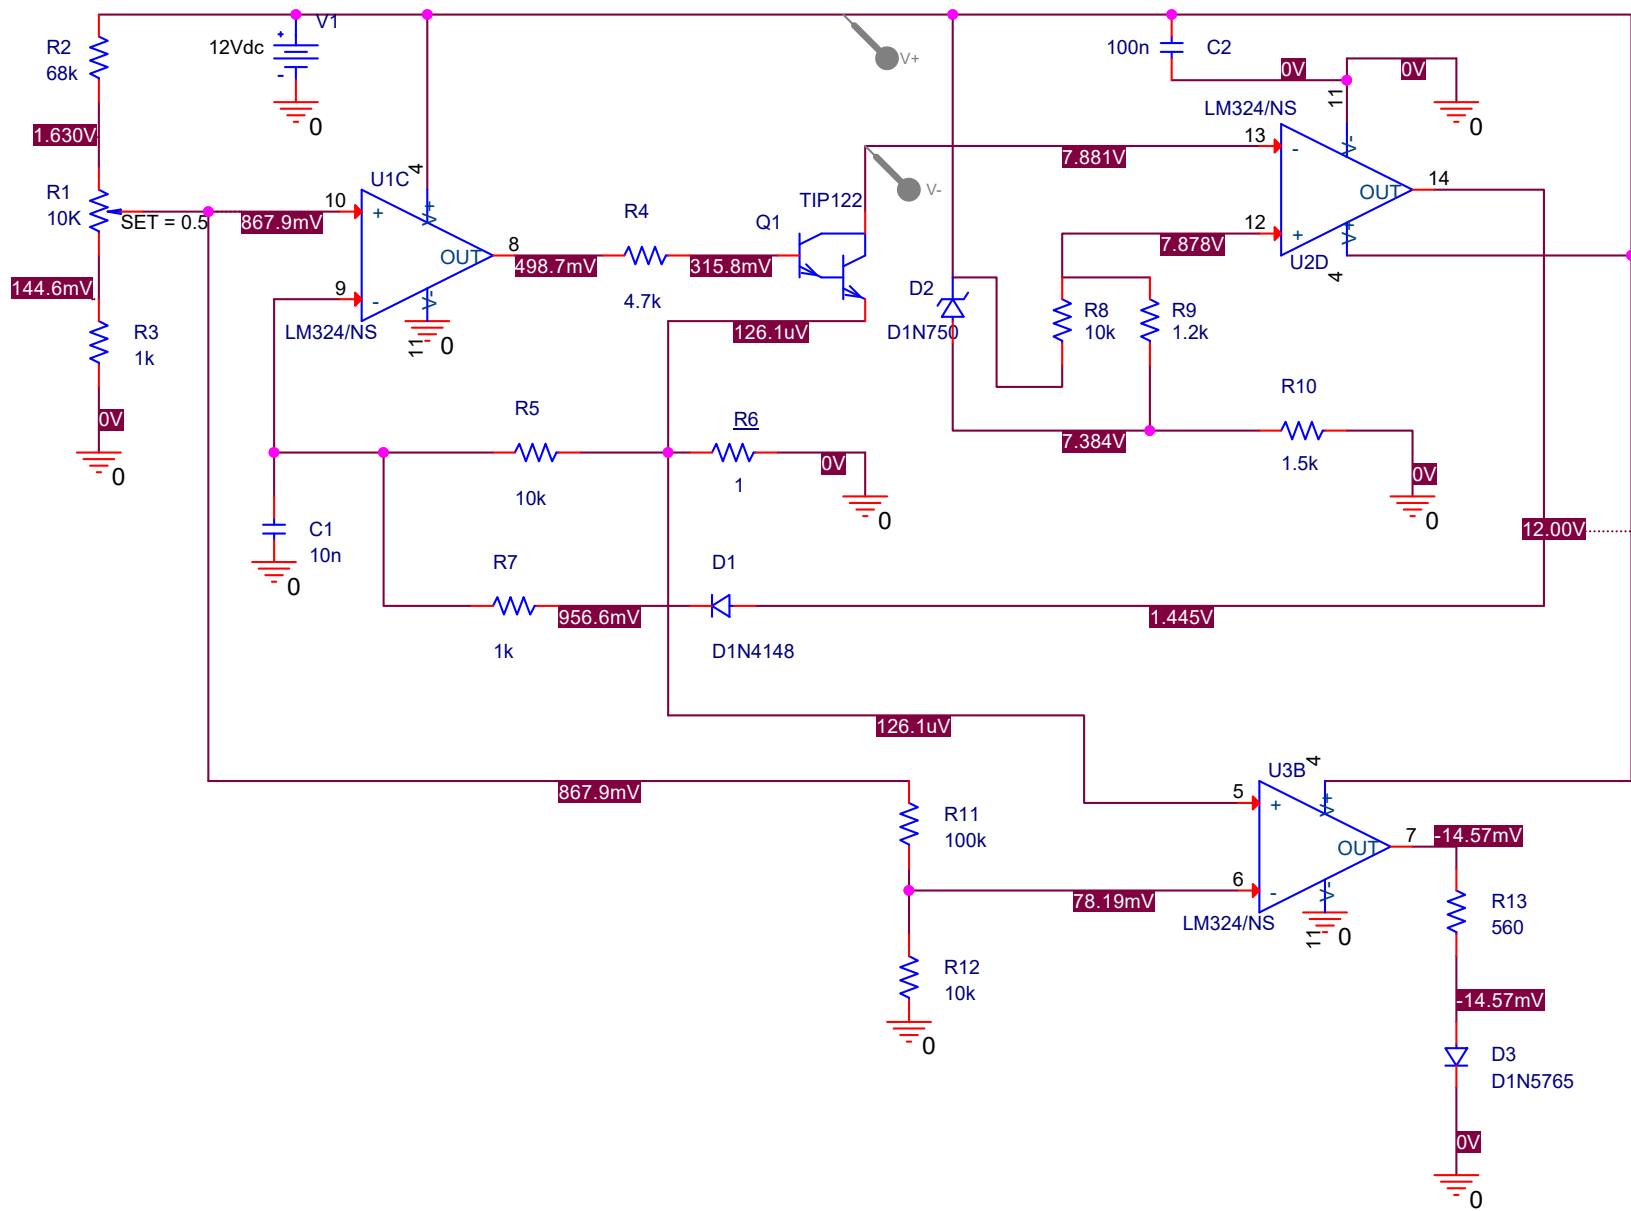 V1
12Vdc
+
-
0
R2
68k
1.630V
R1
10K
SET = 0.5
867.9mV
144.6mV
R3
1k
0V
0
U1C
4
10
+
V+
OUT
8
9
-
V-
LM324/NS
11
0
498.7mV
R4
4.7k
315.8mV
Q1
TIP122
126.1uV
V+
V-
7.881V
100n
C2
0V
0V
0
11
LM324/NS
13
-
V-
OUT
14
12
+
V+
U2D
4
7.878V
D2
D1N750
R8
10k
R9
1.2k
7.384V
R10
1.5k
0V
0
12.00V
R5
10k
R6
1
0V
0
C1
10n
0
R7
1k
956.6mV
D1
D1N4148
1.445V
126.1uV
867.9mV
R11
100k
78.19mV
R12
10k
0
U3B
4
5
+
V+
OUT
7
6
-
V-
LM324/NS
11
0
-14.57mV
R13
560
-14.57mV
D3
D1N5765
0V
0